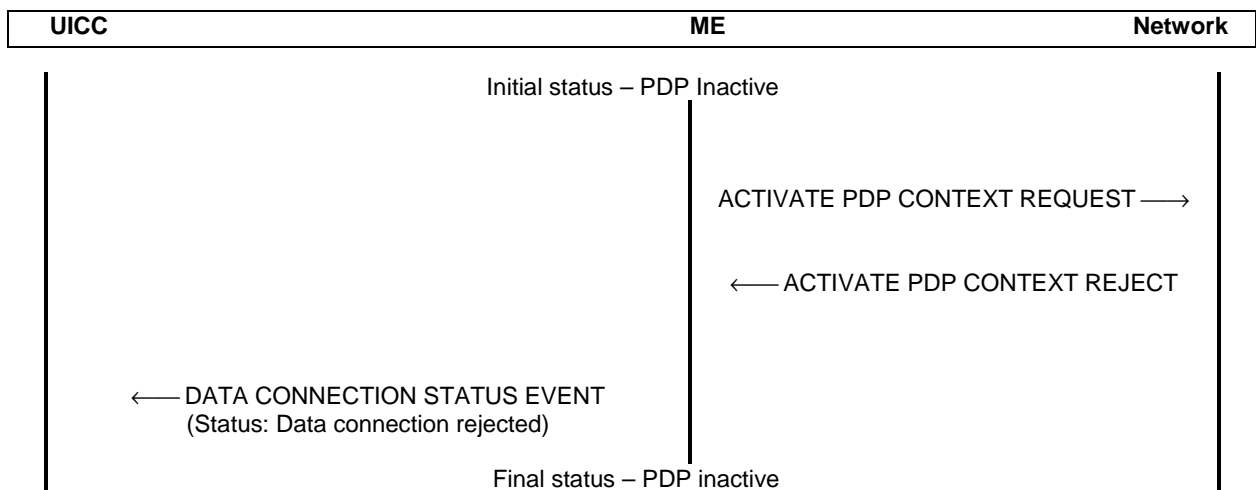 UICC ME Network
Initial status – PDP Inactive
ACTIVATE PDP CONTEXT REQUEST
ACTIVATE PDP CONTEXT REJECT
DATA CONNECTION STATUS EVENT
(Status: Data connection rejected)
Final status – PDP inactive